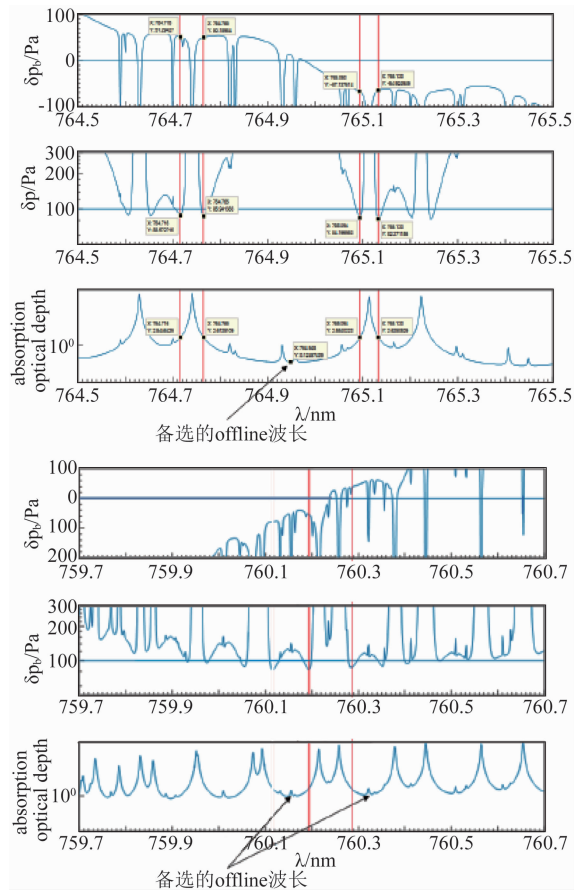 δp_b/Pa
100
0
-100
764.5 764.7 764.9 765.1 765.3 765.5
δp/Pa
300
200
100
764.5 764.7 764.9 765.1 765.3 765.5
absorption
optical depth
10^0
764.5 764.7 764.9 765.1 765.3 765.5
λ/nm
备选的offline波长
δp_b/Pa
100
0
100
200
759.7 759.9 760.1 760.3 760.5 760.7
δp_b/Pa
300
200
100
759.7 759.9 760.1 760.3 760.5 760.7
absorption
optical depth
10^0
759.7 759.9 760.1 760.3 760.5 760.7
λ/nm
备选的offline波长